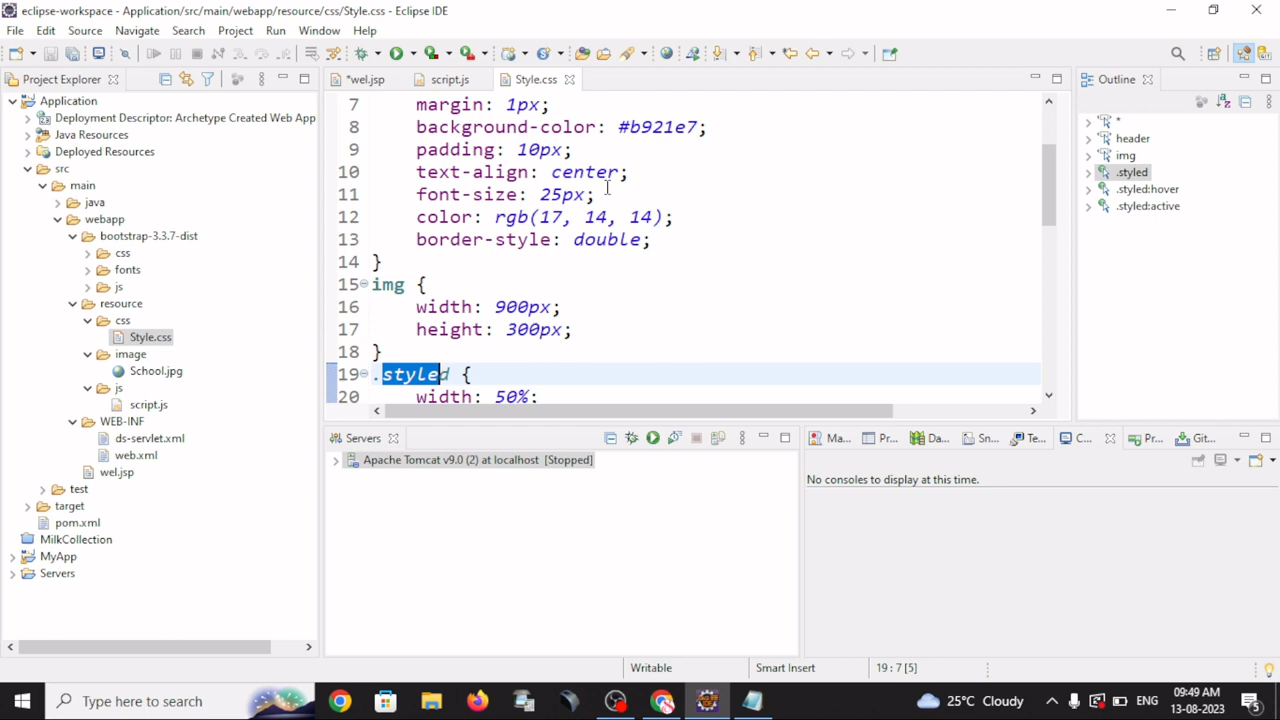 eclipse-workspace - Application/src/main/webapp/resource/css/Style.css - Eclipse IDE
File Edit Source Navigate Search Project Run Window Help
Project Explorer
*wel.jsp script.js Style.css
Outline
Application
Deployment Descriptor: Archetype Created Web App
Java Resources
Deployed Resources
src
main
java
webapp
bootstrap-3.3.7-dist
css
fonts
js
resource
css
Style.css
image
School.jpg
js
script.js
WEB-INF
ds-servlet.xml
web.xml
wel.jsp
test
target
pom.xml
MilkCollection
MyApp
Servers
7 margin: 1px;
8 background-color: #b921e7;
9 padding: 10px;
10 text-align: center;
11 font-size: 25px;
12 color: rgb(17, 14, 14);
13 border-style: double;
14 }
15 img {
16 width: 900px;
17 height: 300px;
18 }
19 .styled {
20 width: 50%;
*
header
img
.styled
.styled:hover
.styled:active
Servers
Apache Tomcat v9.0 (2) at localhost [Stopped]
Ma... Pr... Da... Sn... Te... C... Pr... Git...
No consoles to display at this time.
Writable Smart Insert 19 : 7 [5]
Type here to search
25°C Cloudy
ENG
09:49 AM
13-08-2023
5